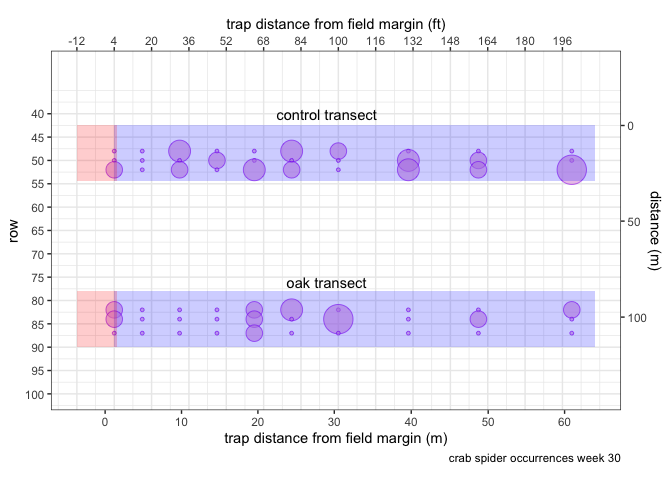 trap distance from field margin (ft)
-12 4 20 36 52 68 84 100 116 132 148 164 180 196
control transect
oak transect
row
40
45
50
55
60
65
70
75
80
85
90
95
100
0
50
100
distance (m)
0 10 20 30 40 50 60
trap distance from field margin (m)
crab spider occurrences week 30